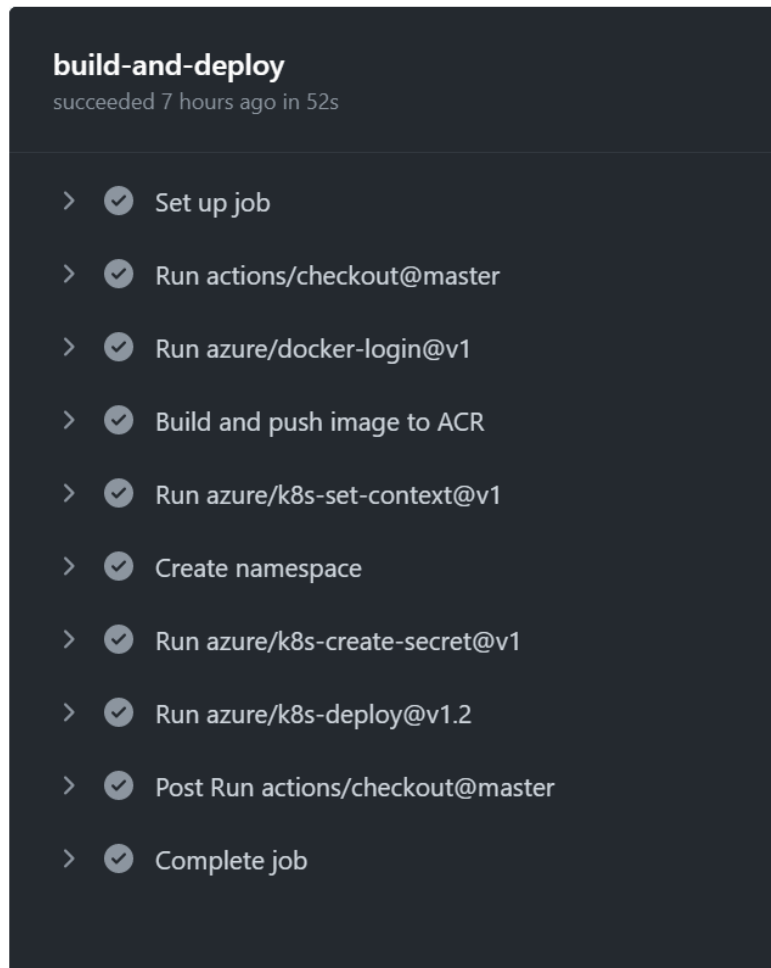 build-and-deploy
succeeded 7 hours ago in 52s
Set up job
Run actions/checkout@master
Run azure/docker-login@v1
Build and push image to ACR
Run azure/k8s-set-context@v1
Create namespace
Run azure/k8s-create-secret@v1
Run azure/k8s-deploy@v1.2
Post Run actions/checkout@master
Complete job